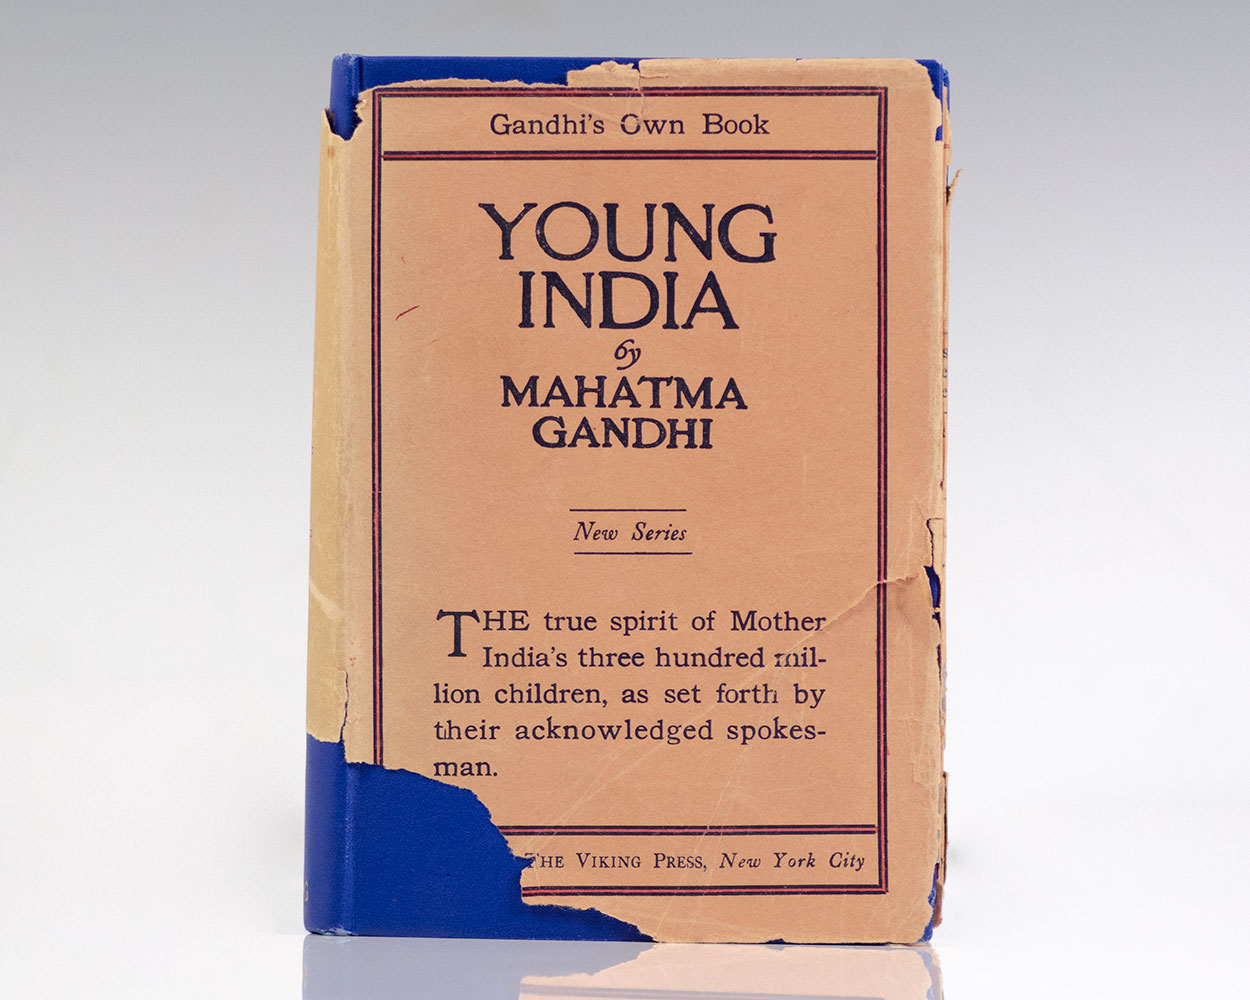 Gandhi's Own Book
YOUNG
INDIA
by
MAHATMA
GANDHI
New Series
THE true spirit of Mother
India's three hundred mil-
lion children, as set forth by
their acknowledged spokes-
man.
THE VIKING PRESS, New York City